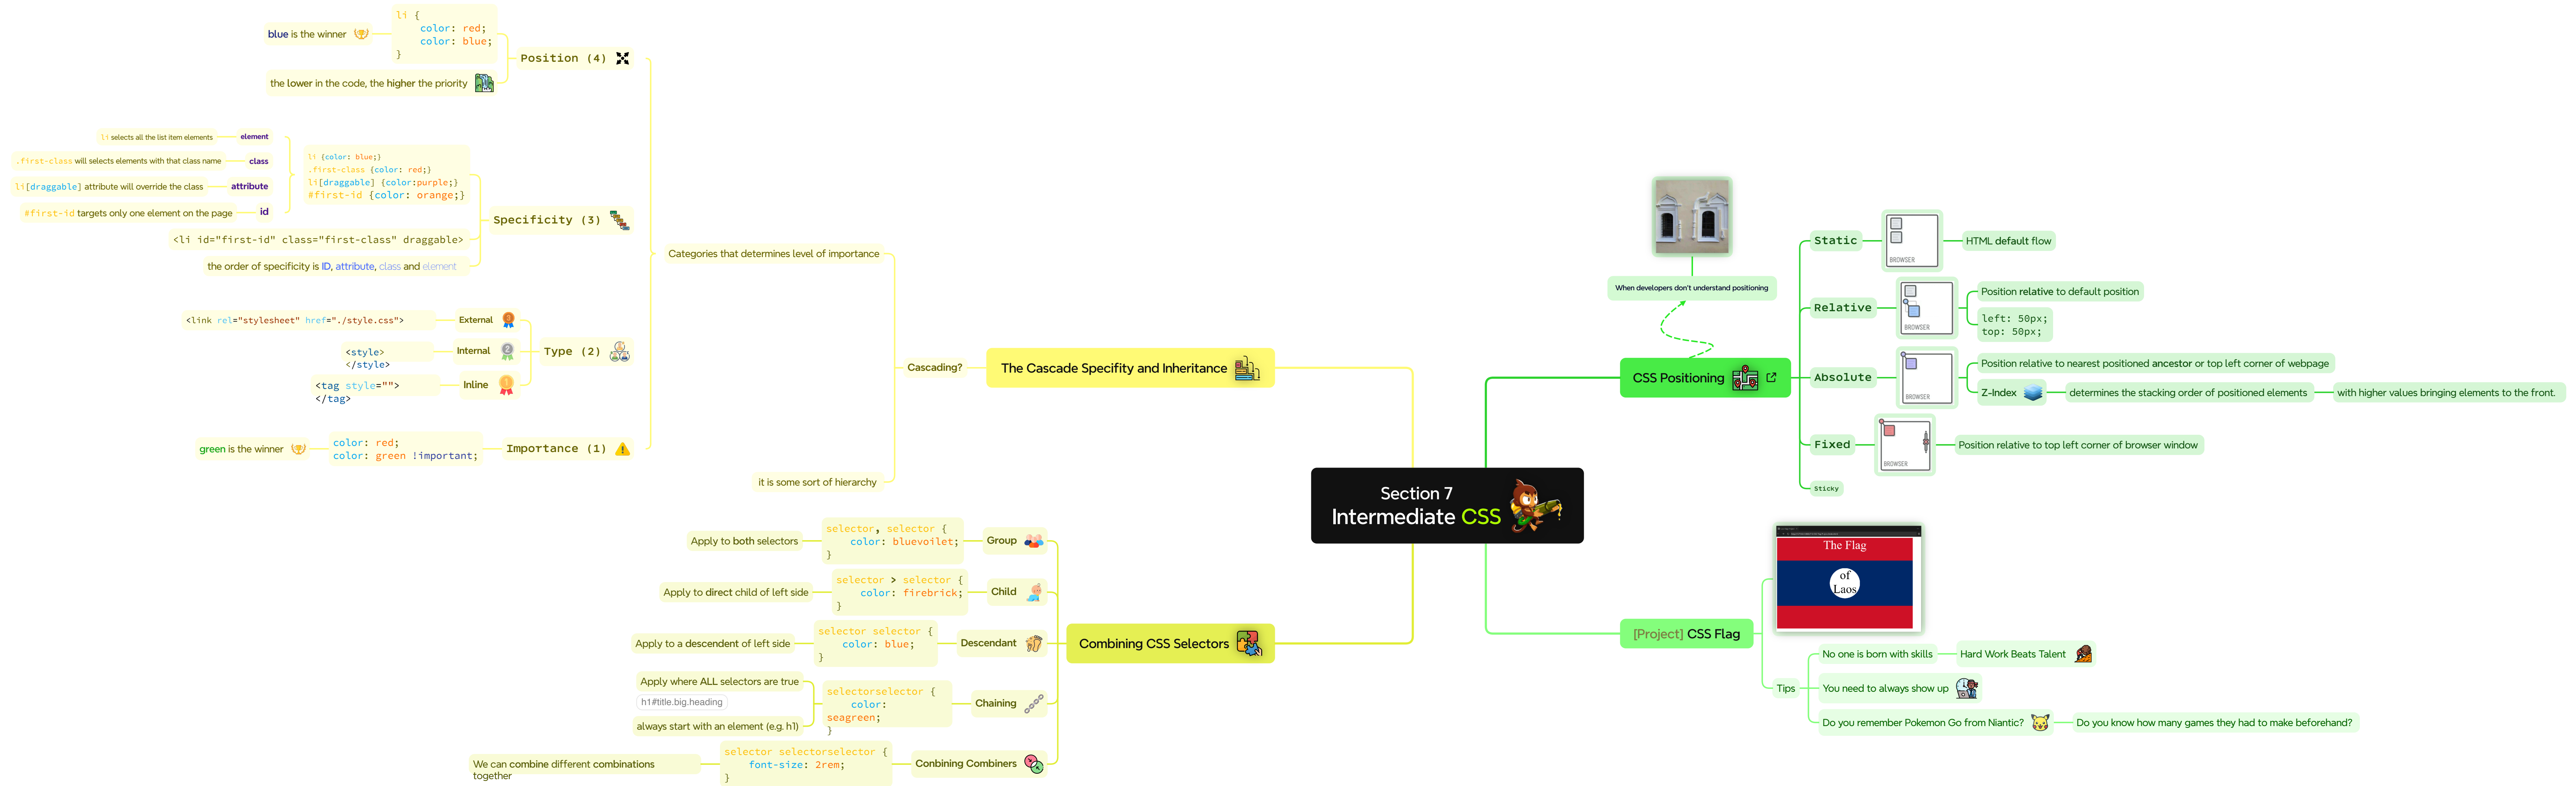 Section 7
Intermediate CSS
The Cascade Specifity and Inheritance
Cascading?
Categories that determines level of importance
Position (4)
li {
color: red;
color: blue;
}
blue is the winner
the lower in the code, the higher the priority
Specificity (3)
li {color: blue;}
.first-class {color: red;}
li[draggable] {color:purple;}
#first-id {color: orange;}
element
li selects all the list item elements
class
.first-class will selects elements with that class name
attribute
li[draggable] attribute will override the class
id
#first-id targets only one element on the page
<li id="first-id" class="first-class" draggable>
the order of specificity is ID, attribute, class and element
Type (2)
External
<link rel="stylesheet" href="./style.css">
Internal
<style>
</style>
Inline
<tag style="">
</tag>
Importance (1)
color: red;
color: green !important;
green is the winner
it is some sort of hierarchy
Combining CSS Selectors
Group
selector, selector {
color: bluevoilet;
}
Apply to both selectors
Child
selector > selector {
color: firebrick;
}
Apply to direct child of left side
Descendant
selector selector {
color: blue;
}
Apply to a descendent of left side
Chaining
selectorselector {
color:
seagreen;
}
Apply where ALL selectors are true
h1#title.big.heading
always start with an element (e.g. h1)
Conbining Combiners
selector selectorselector {
font-size: 2rem;
}
We can combine different combinations
together
CSS Positioning
When developers don't understand positioning
Static
BROWSER
HTML default flow
Relative
BROWSER
Position relative to default position
left: 50px;
top: 50px;
Absolute
BROWSER
Position relative to nearest positioned ancestor or top left corner of webpage
Z-Index
determines the stacking order of positioned elements
with higher values bringing elements to the front.
Fixed
BROWSER
Position relative to top left corner of browser window
Sticky
[Project] CSS Flag
The Flag
of
Laos
Tips
No one is born with skills
Hard Work Beats Talent
You need to always show up
Do you remember Pokemon Go from Niantic?
Do you know how many games they had to make beforehand?